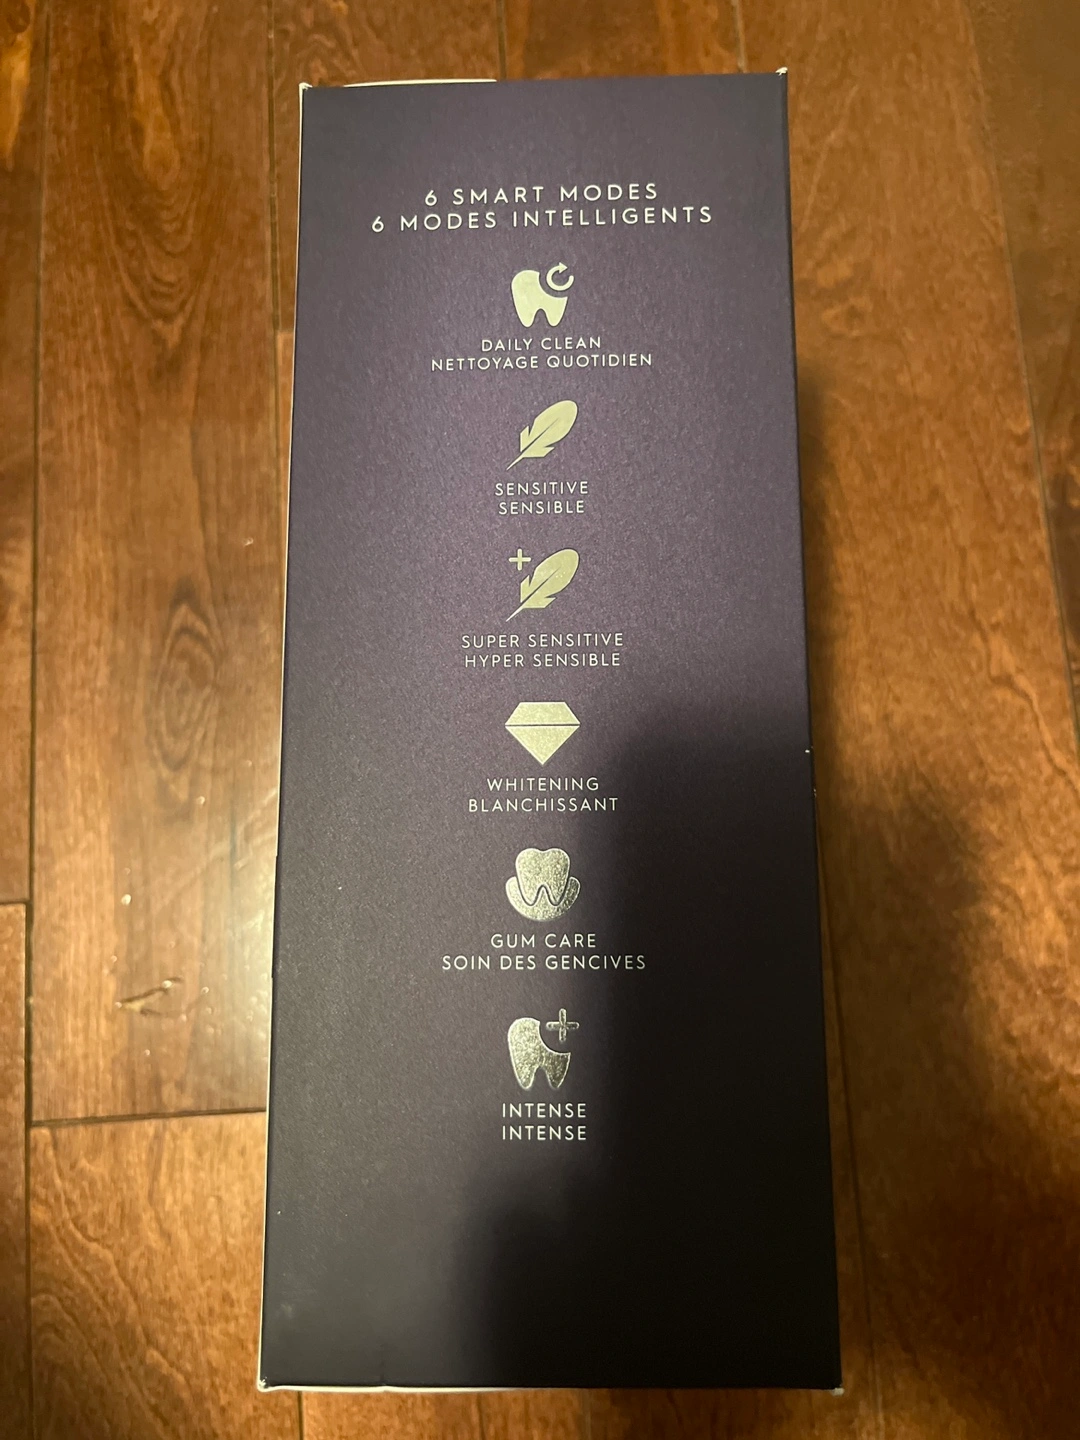 6 SMART MODES
6 MODES INTELLIGENTS
DAILY CLEAN
NETTOYAGE QUOTIDIEN
SENSITIVE
SENSIBLE
SUPER SENSITIVE
HYPER SENSIBLE
WHITENING
BLANCHISSANT
GUM CARE
SOIN DES GENCIVES
INTENSE
INTENSE